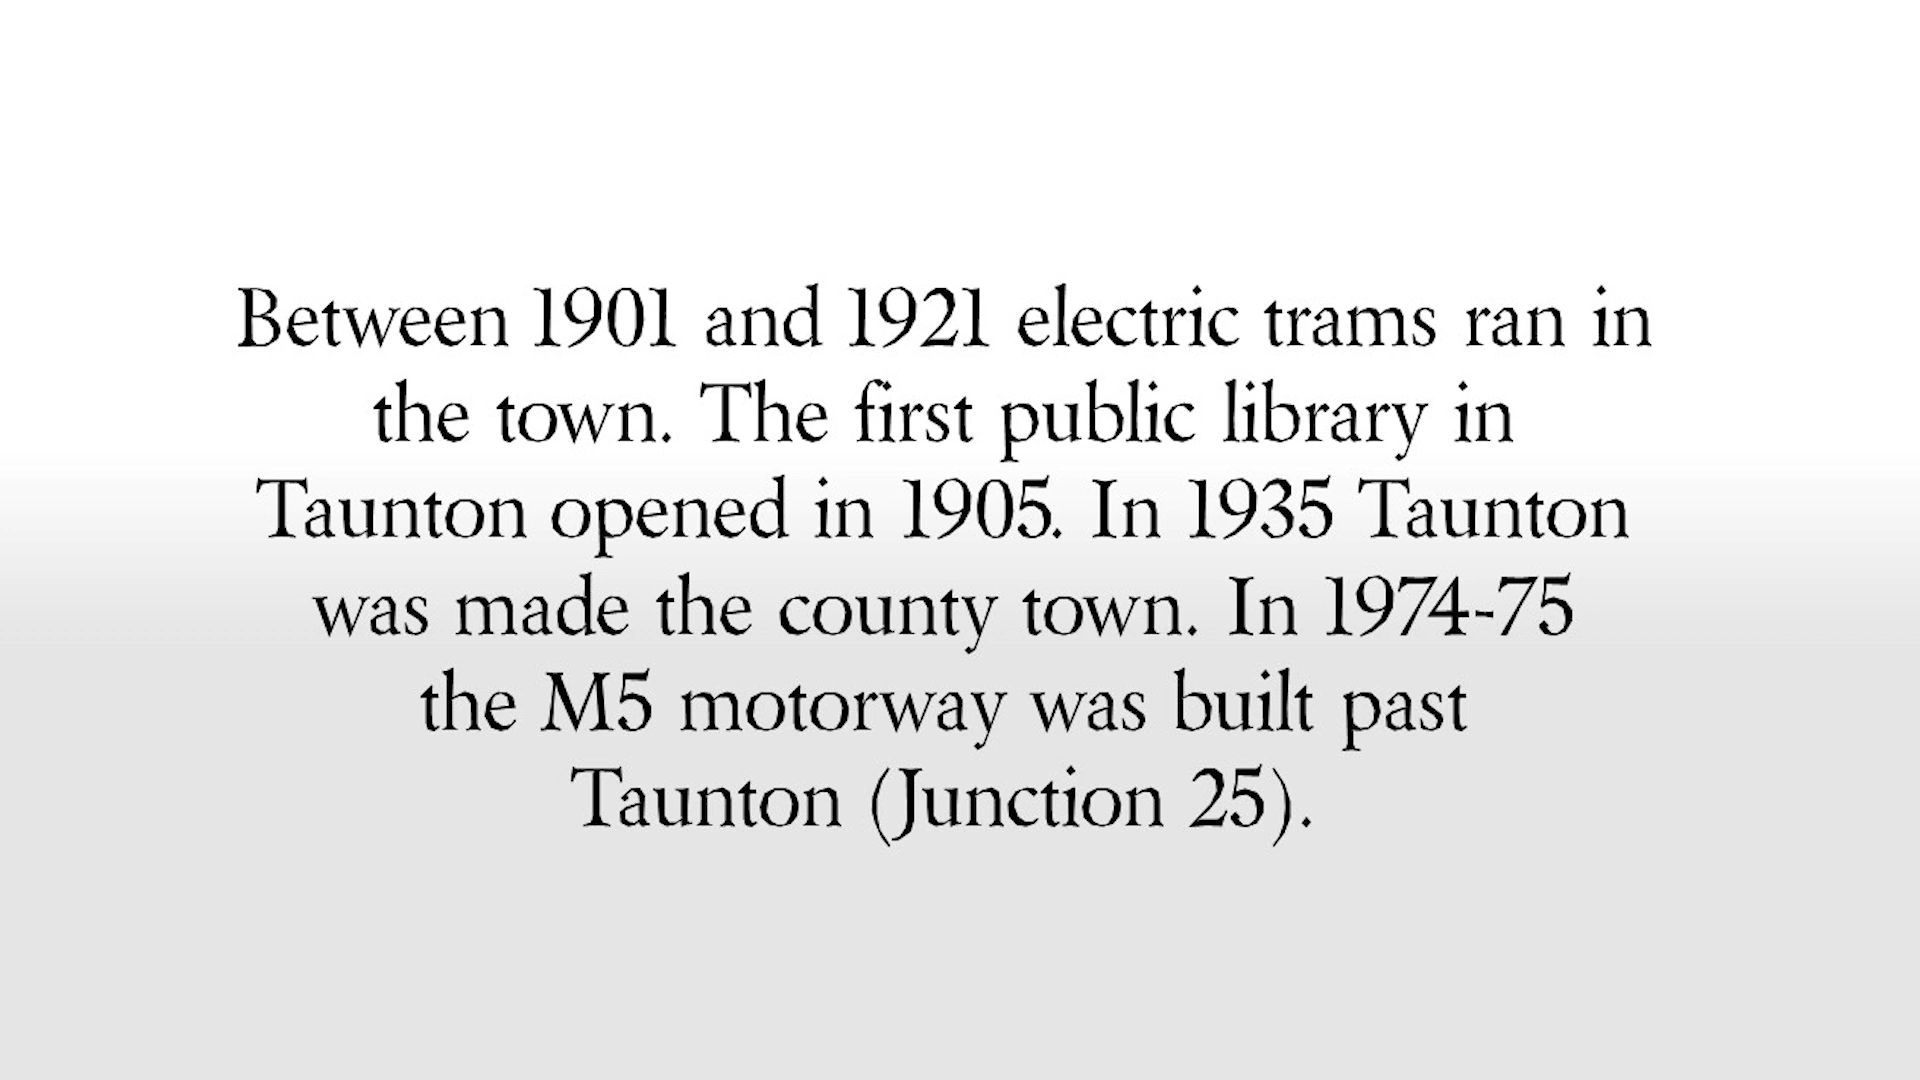 Between 1901 and 1921 electric trams ran in
the town. The first public library in
Taunton opened in 1905. In 1935 Taunton
was made the county town. In 1974-75
the M5 motorway was built past
Taunton (Junction 25).